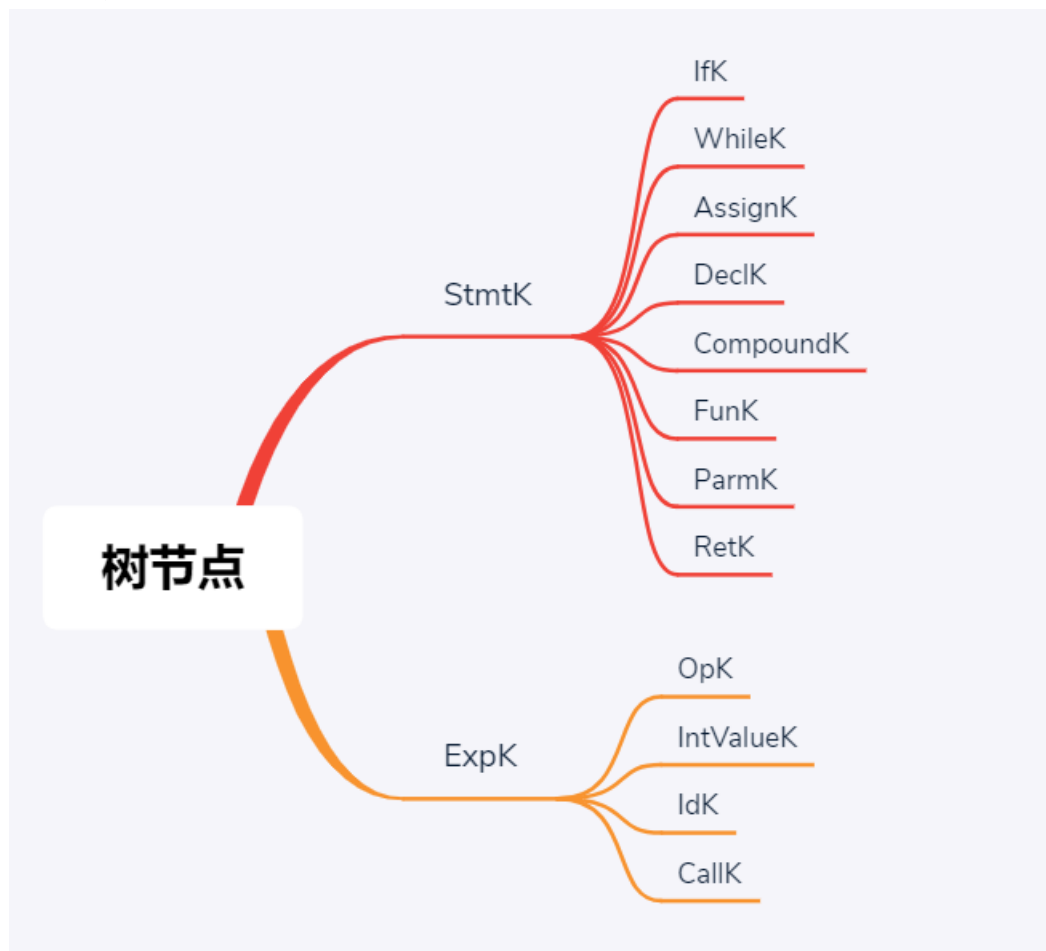 树节点
StmtK
IfK
WhileK
AssignK
DeclK
CompoundK
FunK
ParmK
RetK
ExpK
OpK
IntValueK
IdK
CallK